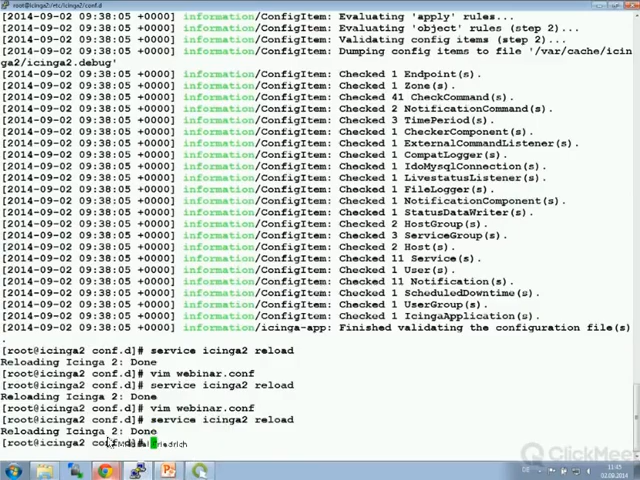 root@icinga2:/etc/icinga2/conf.d
[2014-09-02 09:38:05 +0000] information/ConfigItem: Evaluating 'apply' rules...
[2014-09-02 09:38:05 +0000] information/ConfigItem: Evaluating 'object' rules (step 2)...
[2014-09-02 09:38:05 +0000] information/ConfigItem: Validating config items (step 2)...
[2014-09-02 09:38:05 +0000] information/ConfigItem: Dumping config items to file '/var/cache/icin
ga2/icinga2.debug'
[2014-09-02 09:38:05 +0000] information/ConfigItem: Checked 1 Endpoint(s).
[2014-09-02 09:38:05 +0000] information/ConfigItem: Checked 1 Zone(s).
[2014-09-02 09:38:05 +0000] information/ConfigItem: Checked 41 CheckCommand(s).
[2014-09-02 09:38:05 +0000] information/ConfigItem: Checked 2 NotificationCommand(s).
[2014-09-02 09:38:05 +0000] information/ConfigItem: Checked 3 TimePeriod(s).
[2014-09-02 09:38:05 +0000] information/ConfigItem: Checked 1 CheckerComponent(s).
[2014-09-02 09:38:05 +0000] information/ConfigItem: Checked 1 ExternalCommandListener(s).
[2014-09-02 09:38:05 +0000] information/ConfigItem: Checked 1 CompatLogger(s).
[2014-09-02 09:38:05 +0000] information/ConfigItem: Checked 1 IdoMysqlConnection(s).
[2014-09-02 09:38:05 +0000] information/ConfigItem: Checked 1 LivestatusListener(s).
[2014-09-02 09:38:05 +0000] information/ConfigItem: Checked 1 FileLogger(s).
[2014-09-02 09:38:05 +0000] information/ConfigItem: Checked 1 NotificationComponent(s).
[2014-09-02 09:38:05 +0000] information/ConfigItem: Checked 1 StatusDataWriter(s).
[2014-09-02 09:38:05 +0000] information/ConfigItem: Checked 2 HostGroup(s).
[2014-09-02 09:38:05 +0000] information/ConfigItem: Checked 3 ServiceGroup(s).
[2014-09-02 09:38:05 +0000] information/ConfigItem: Checked 2 Host(s).
[2014-09-02 09:38:05 +0000] information/ConfigItem: Checked 11 Service(s).
[2014-09-02 09:38:05 +0000] information/ConfigItem: Checked 1 User(s).
[2014-09-02 09:38:05 +0000] information/ConfigItem: Checked 11 Notification(s).
[2014-09-02 09:38:05 +0000] information/ConfigItem: Checked 1 ScheduledDowntime(s).
[2014-09-02 09:38:05 +0000] information/ConfigItem: Checked 1 UserGroup(s).
[2014-09-02 09:38:05 +0000] information/ConfigItem: Checked 1 IcingaApplication(s).
[2014-09-02 09:38:05 +0000] information/icinga-app: Finished validating the configuration file(s)
.
[root@icinga2 conf.d]# service icinga2 reload
Reloading Icinga 2: Done
[root@icinga2 conf.d]# vim webinar.conf
[root@icinga2 conf.d]# service icinga2 reload
Reloading Icinga 2: Done
[root@icinga2 conf.d]# vim webinar.conf
[root@icinga2 conf.d]# service icinga2 reload
Reloading Icinga 2: Done
[root@icinga2 conf.d]#
ClickMeet
DE
11:45
02.09.2014